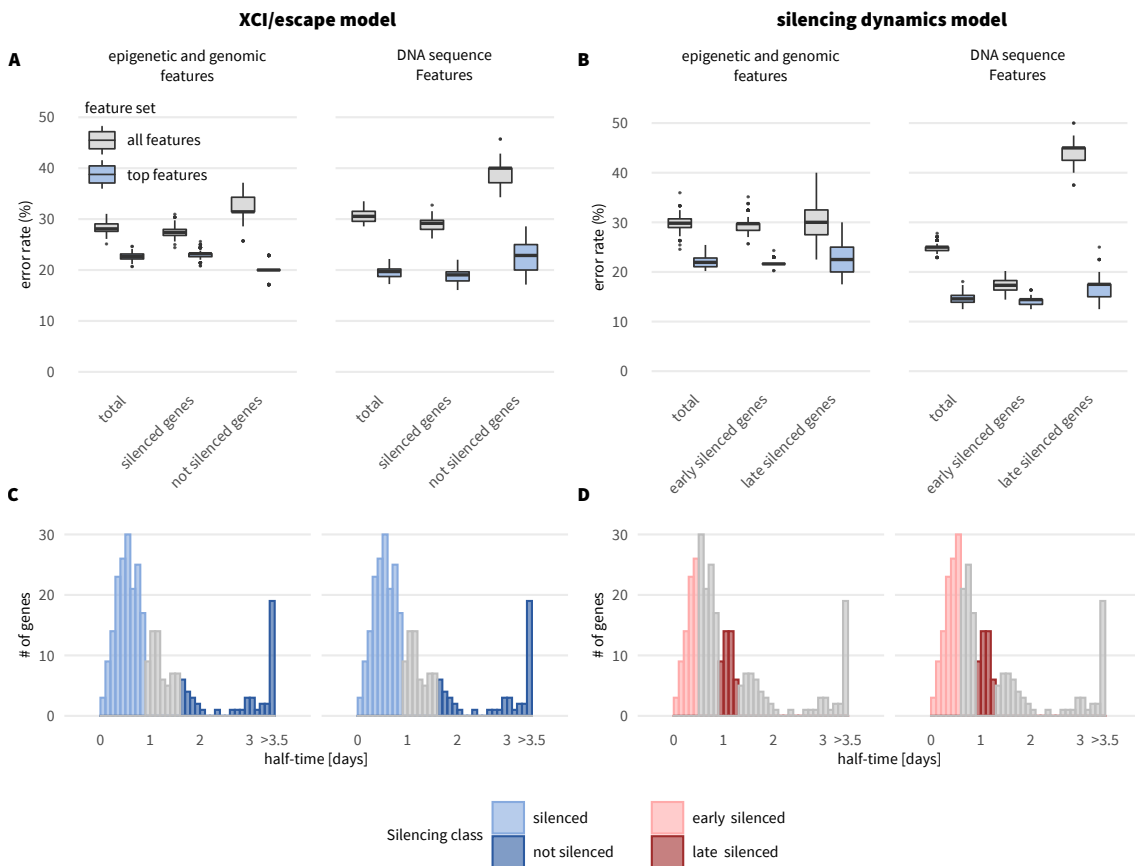 XCI/escape model
silencing dynamics model
A
epigenetic and genomic
features
DNA sequence
Features
feature set
all features
top features
error rate (%)
50
40
30
20
10
0
total
silenced genes
not silenced genes
total
silenced genes
not silenced genes
B
epigenetic and genomic
features
DNA sequence
Features
error rate (%)
50
40
30
20
10
0
total
early silenced genes
late silenced genes
total
early silenced genes
late silenced genes
C
# of genes
30
20
10
0
0 1 2 3 >3.5
0 1 2 3 >3.5
half-time [days]
D
# of genes
30
20
10
0
0 1 2 3 >3.5
0 1 2 3 >3.5
half-time [days]
Silencing class
silenced
not silenced
early silenced
late silenced